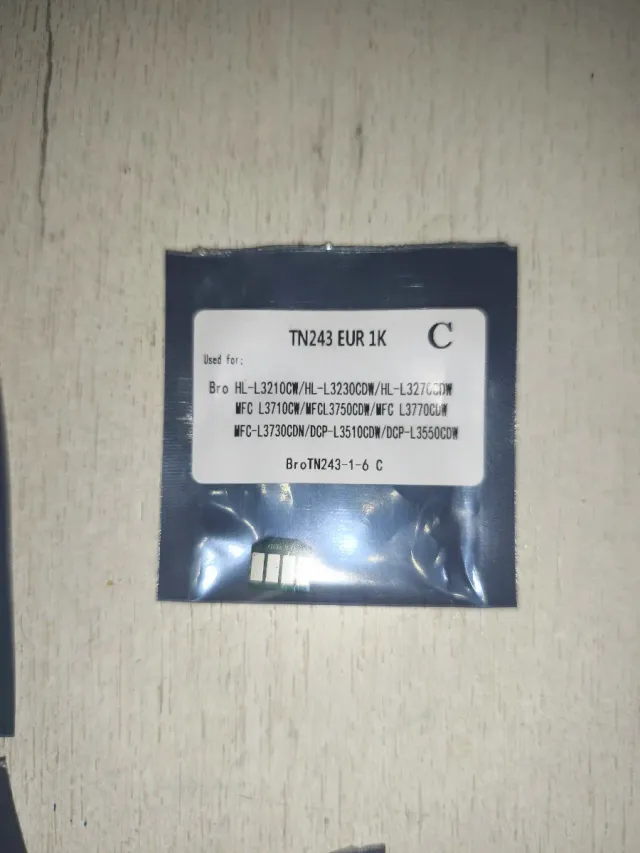 TN243 EUR 1K C
Used for:
Bro HL-L3210CW/HL-L3230CDW/HL-L3270CDW
MFC L3710CW/MFCL3750CDW/MFC L3770CDW
MFC-L3730CDN/DCP-L3510CDW/DCP-L3550CDW
BroTN243-1-6 C